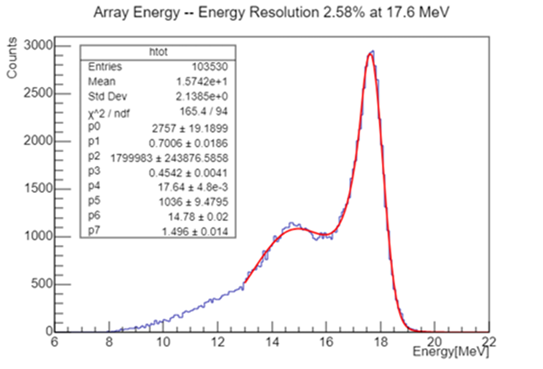 Array Energy -- Energy Resolution 2.58% at 17.6 MeV
Counts
htot
Entries 103530
Mean 1.5742e+1
Std Dev 2.1385e+0
χ^2 / ndf 165.4 / 94
p0 2757 ± 19.1899
p1 0.7006 ± 0.0186
p2 1799983 ± 243876.5858
p3 0.4542 ± 0.0041
p4 17.64 ± 4.8e-3
p5 1036 ± 9.4795
p6 14.78 ± 0.02
p7 1.496 ± 0.014
3000
2500
2000
1500
1000
500
0
6 8 10 12 14 16 18 20 22
Energy[MeV]